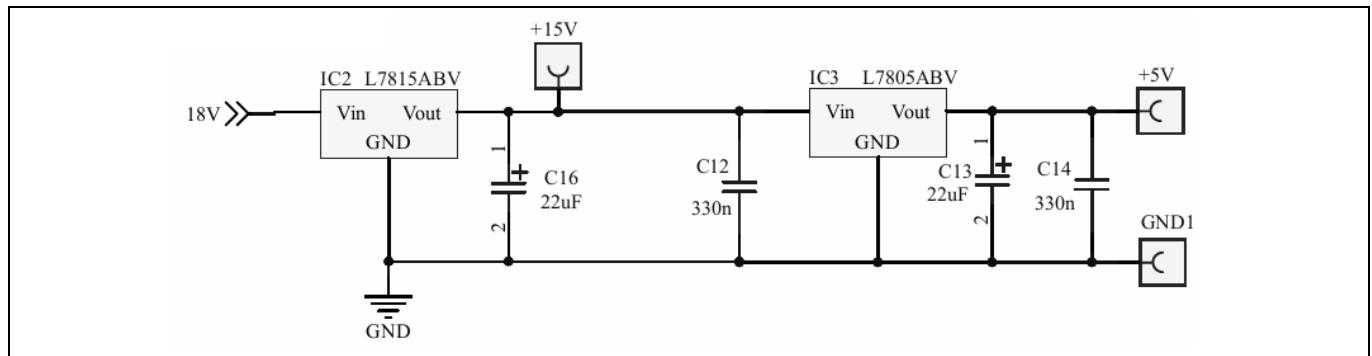 +15V
IC2 L7815ABV
IC3 L7805ABV
+5V
18V
Vin Vout
GND
Vin Vout
GND
1
C16
22uF
2
C12
330n
1
C13
22uF
2
C14
330n
GND1
GND